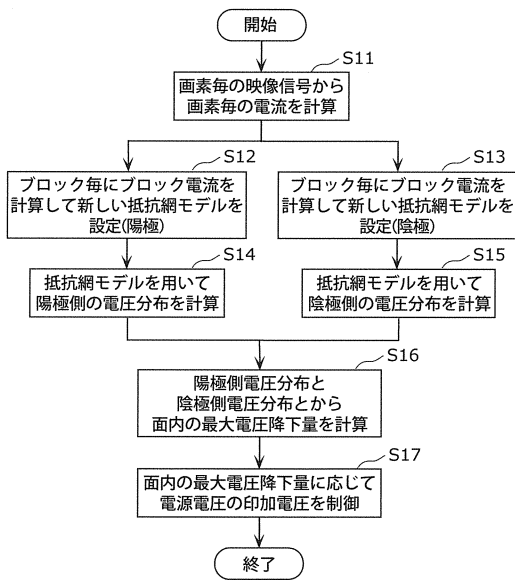 開始
S11
画素毎の映像信号から
画素毎の電流を計算
S12
ブロック毎にブロック電流を
計算して新しい抵抗網モデルを
設定(陽極)
S13
ブロック毎にブロック電流を
計算して新しい抵抗網モデルを
設定(陰極)
S14
抵抗網モデルを用いて
陽極側の電圧分布を計算
S15
抵抗網モデルを用いて
陰極側の電圧分布を計算
S16
陽極側電圧分布と
陰極側電圧分布とから
面内の最大電圧降下量を計算
S17
面内の最大電圧降下量に応じて
電源電圧の印加電圧を制御
終了